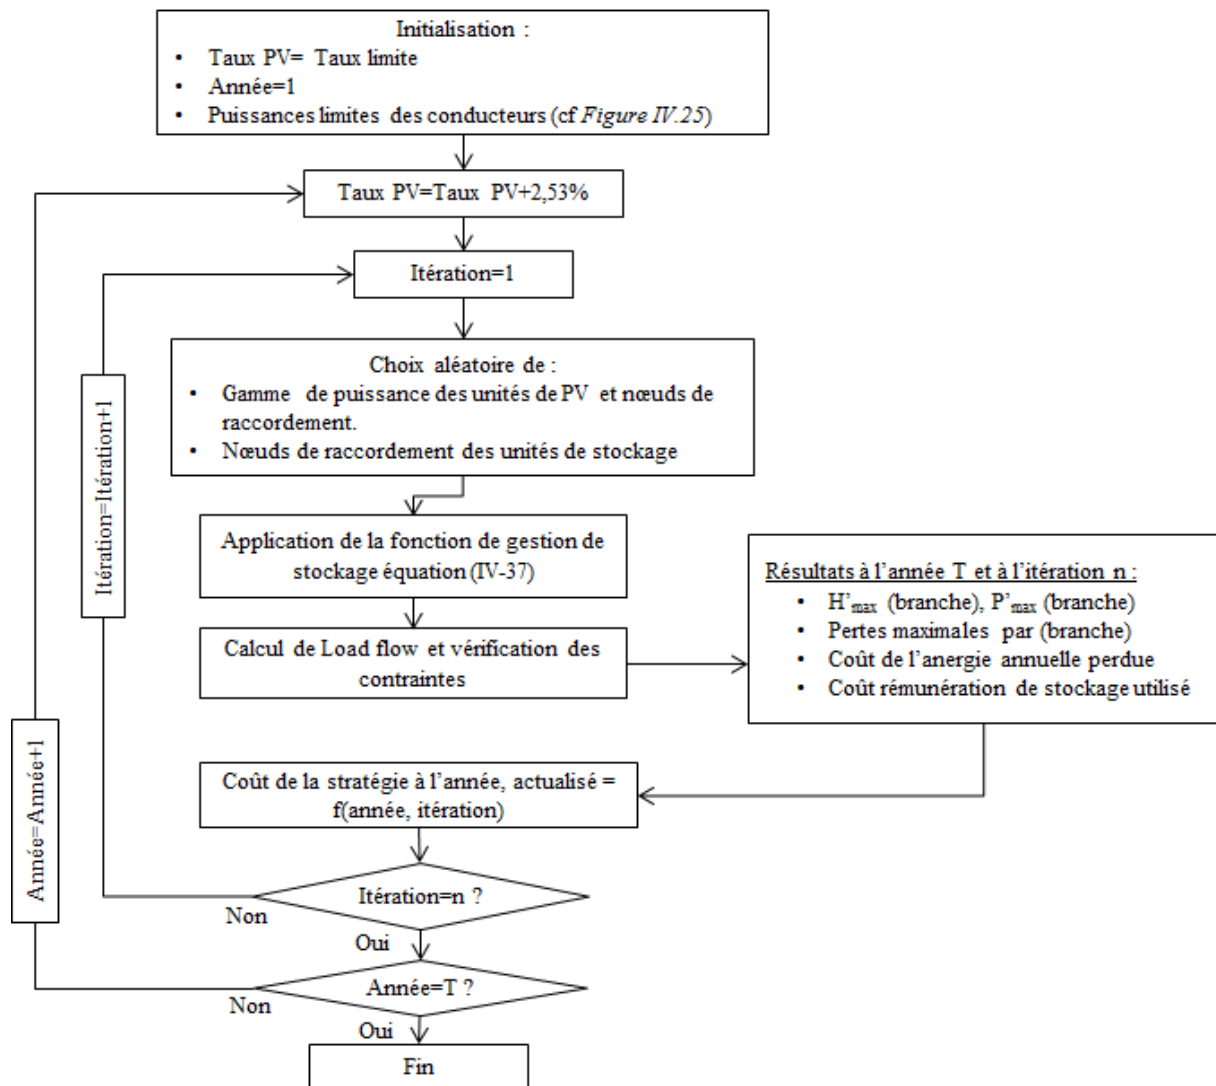 Initialisation :
• Taux PV= Taux limite
• Année=1
• Puissances limites des conducteurs (cf Figure IV.25)
Taux PV=Taux PV+2,53%
Itération=1
Choix aléatoire de :
• Gamme de puissance des unités de PV et nœuds de
raccordement.
• Nœuds de raccordement des unités de stockage
Itération=Itération+1
Application de la fonction de gestion de
stockage équation (IV-37)
Calcul de Load flow et vérification des
contraintes
Résultats à l'année T et à l'itération n :
• H'max (branche), P'max (branche)
• Pertes maximales par (branche)
• Coût de l'anergie annuelle perdue
• Coût rémunération de stockage utilisé
Année=Année+1
Coût de la stratégie à l'année, actualisé =
f(année, itération)
Itération=n ?
Non
Oui
Année=T ?
Non
Oui
Fin